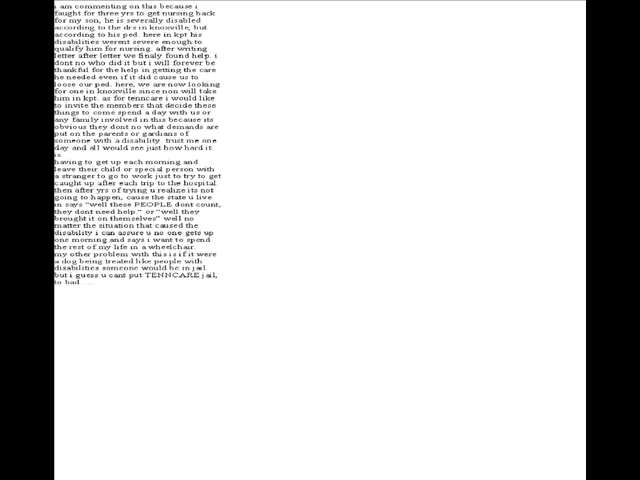 i am commenting on this because i
faught for three yrs to get nursing back
for my son, he is severally disabled
according to the drs in knoxville, but
according to his ped. here in kpt his
disabilities werent severe enough to
qualify him for nursing. after writing
letter after letter we finaly found help. i
dont no who did it but i will forever be
thankful for the help in getting the care
he needed even if it did cause us to
loose our ped. here, we are now looking
for one in knoxville since non will take
him in kpt. as for tenncare i would like
to invite the members that decide these
things to come spend a day with us or
any family involved in this because its
obvious they dont no what demands are
put on the parents or gardians of
someone with a disability. trust me one
day and all would see just how hard it
is.
having to get up each morning and
leave their child or special person with
a stranger to go to work just to try to get
caught up after each trip to the hospital.
then after yrs of trying u realize its not
going to happen, cause the state u live
in says "well these PEOPLE dont count,
they dont need help." or "well they
brought it on themselves" well no
matter the situation that caused the
disability i can assure u no one gets up
one morning and says i want to spend
the rest of my life in a wheelchair.
my other problem with this is if it were
a dog being treated like people with
disabilities someone would be in jail.
but i guess u cant put TENNCARE jail,
to bad.....